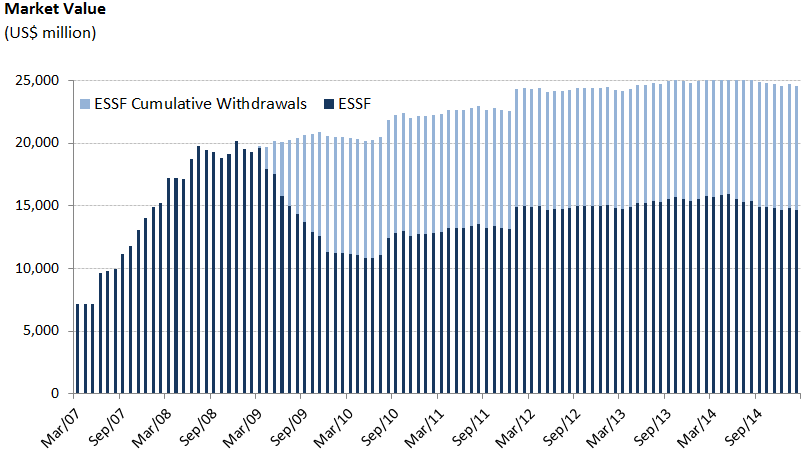 Market Value
(US$ million)
25,000
ESSF Cumulative Withdrawals ESSF
20,000
15,000
10,000
5,000
0
Mar/07 Sep/07 Mar/08 Sep/08 Mar/09 Sep/09 Mar/10 Sep/10 Mar/11 Sep/11 Mar/12 Sep/12 Mar/13 Sep/13 Mar/14 Sep/14